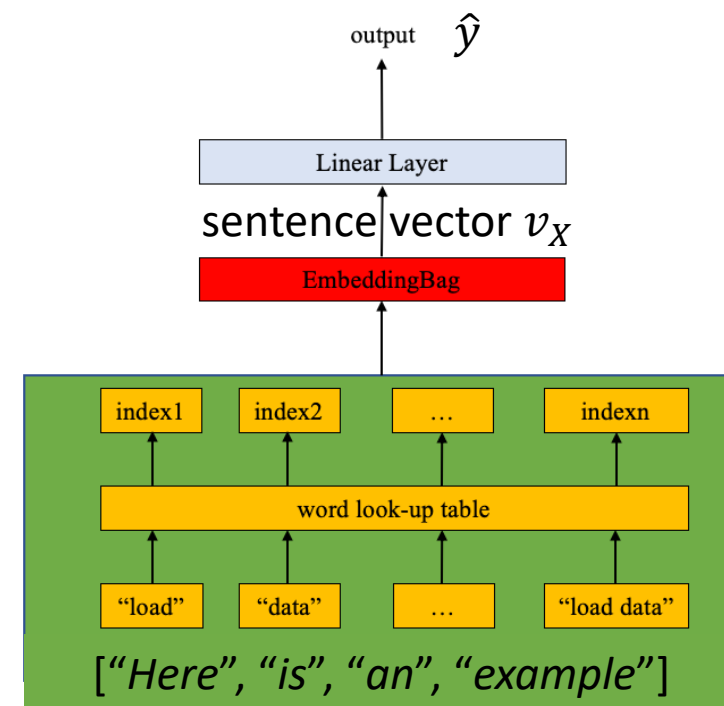 output ŷ
Linear Layer
sentence vector v_X
EmbeddingBag
index1 index2 … indexn
word look-up table
“load” “data” … “load data”
[“Here”, “is”, “an”, “example”]